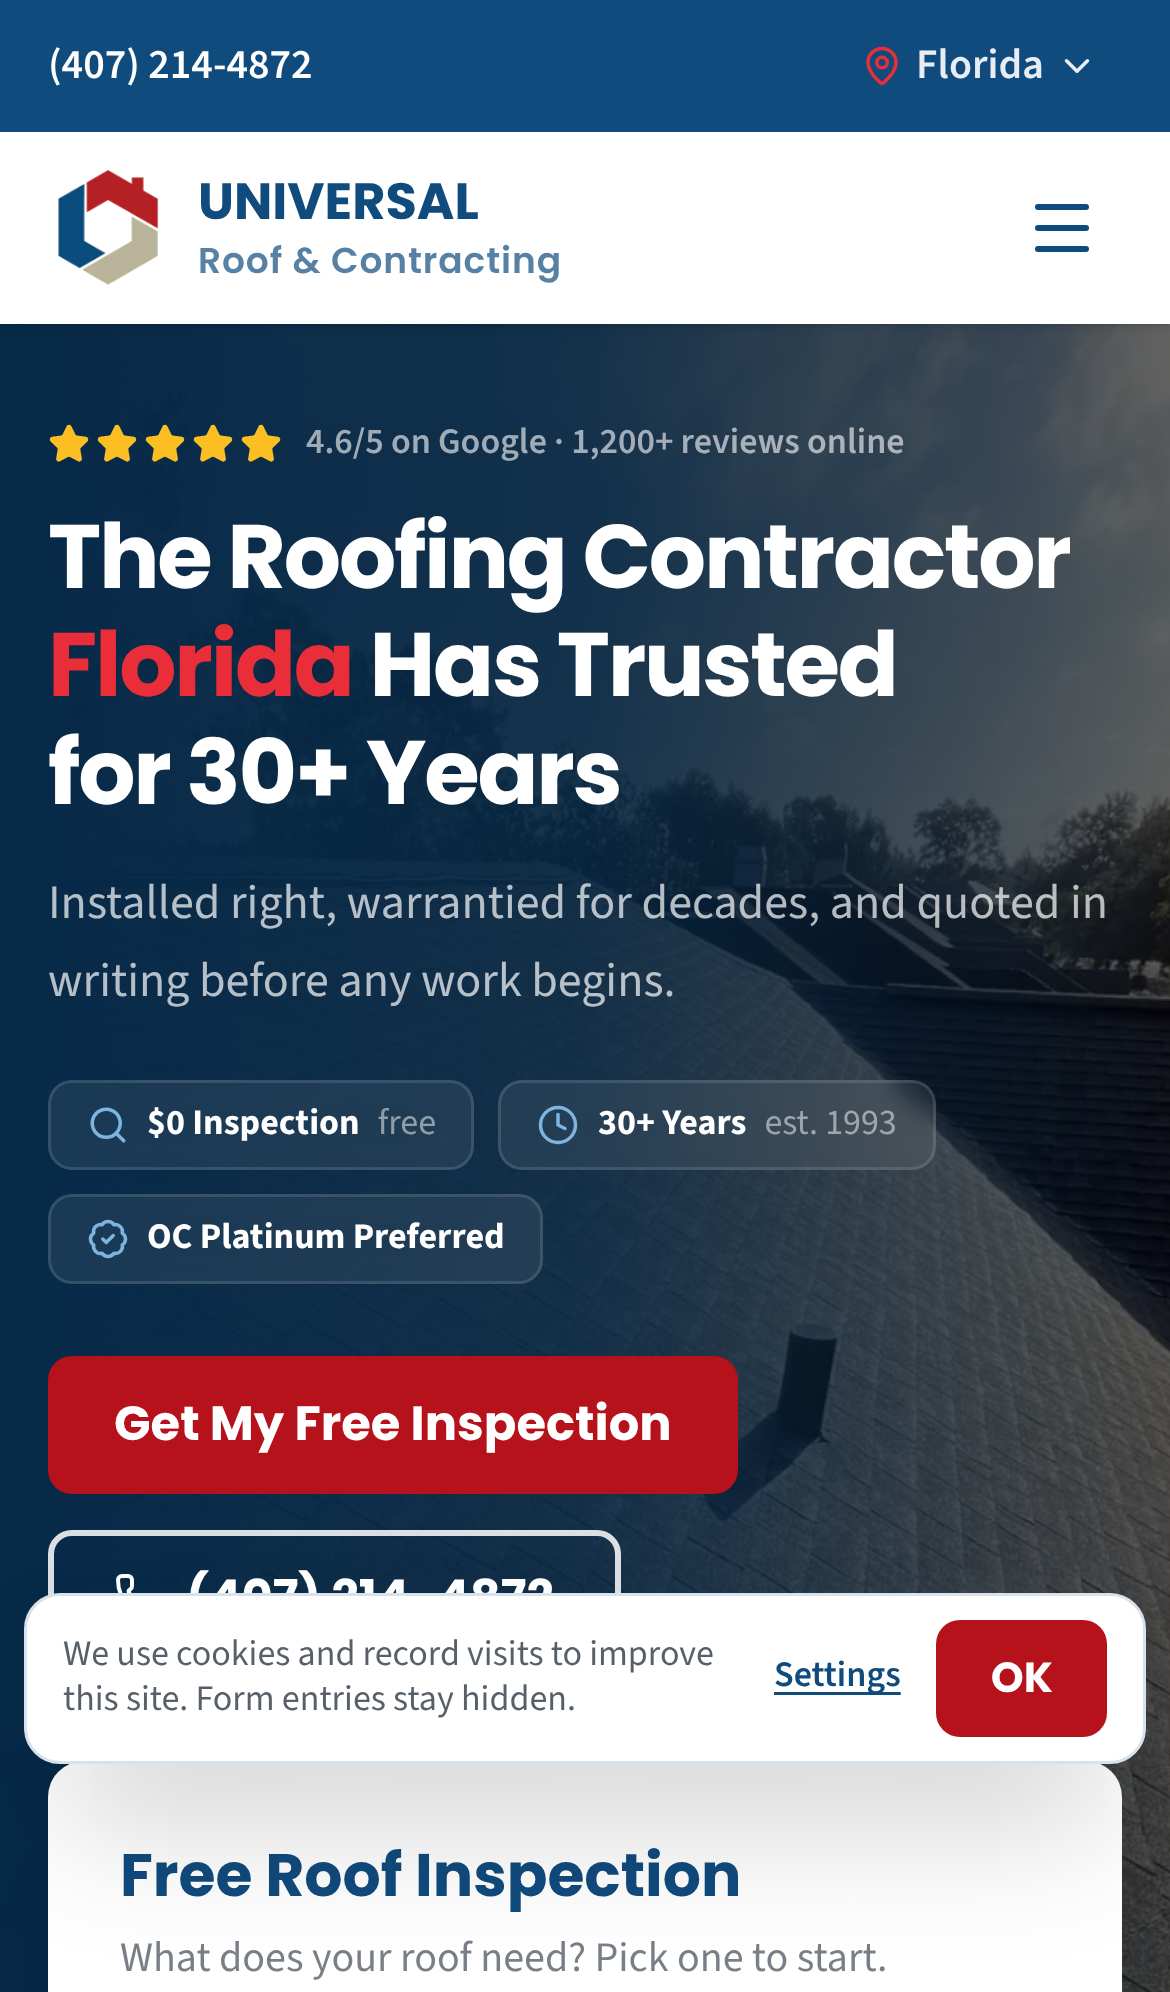 (407) 214-4872
Florida
UNIVERSAL
Roof & Contracting
4.6/5 on Google · 1,200+ reviews online
The Roofing Contractor
Florida Has Trusted
for 30+ Years
Installed right, warrantied for decades, and quoted in
writing before any work begins.
$0 Inspection free
30+ Years est. 1993
OC Platinum Preferred
Get My Free Inspection
(407) 214-4872
We use cookies and record visits to improve
this site. Form entries stay hidden.
Settings
OK
Free Roof Inspection
What does your roof need? Pick one to start.